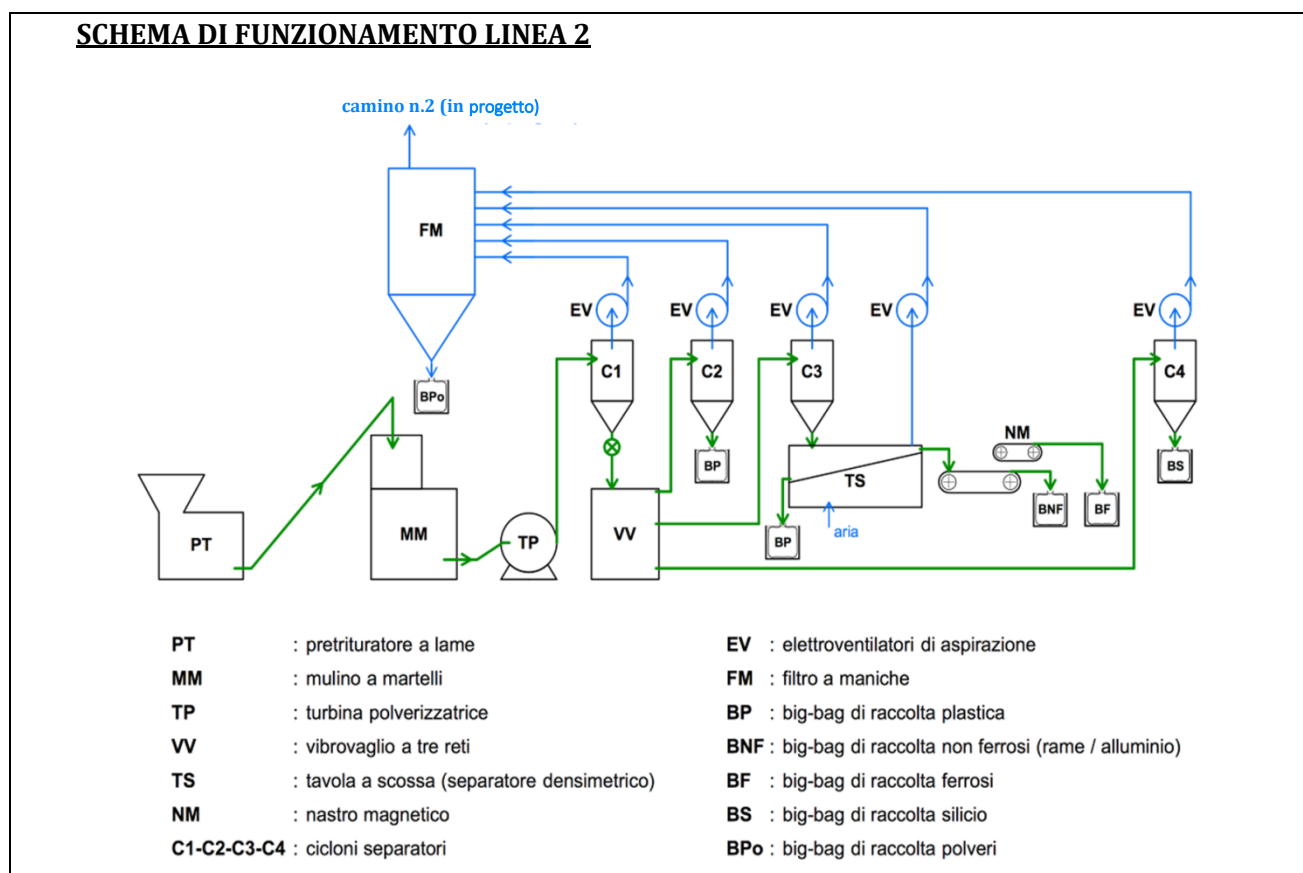 SCHEMA DI FUNZIONAMENTO LINEA 2
camino n.2 (in progetto)
FM
EV
EV
EV
EV
EV
C1
C2
C3
C4
BPo
NM
BP
BS
TS
PT
MM
TP
VV
BNF
BF
BP
aria
PT : pretrituratore a lame
MM : mulino a martelli
TP : turbina polverizzatrice
VV : vibrovaglio a tre reti
TS : tavola a scossa (separatore densimetrico)
NM : nastro magnetico
C1-C2-C3-C4 : cicloni separatori
EV : elettroventilatori di aspirazione
FM : filtro a maniche
BP : big-bag di raccolta plastica
BNF : big-bag di raccolta non ferrosi (rame / alluminio)
BF : big-bag di raccolta ferrosi
BS : big-bag di raccolta silicio
BPo : big-bag di raccolta polveri